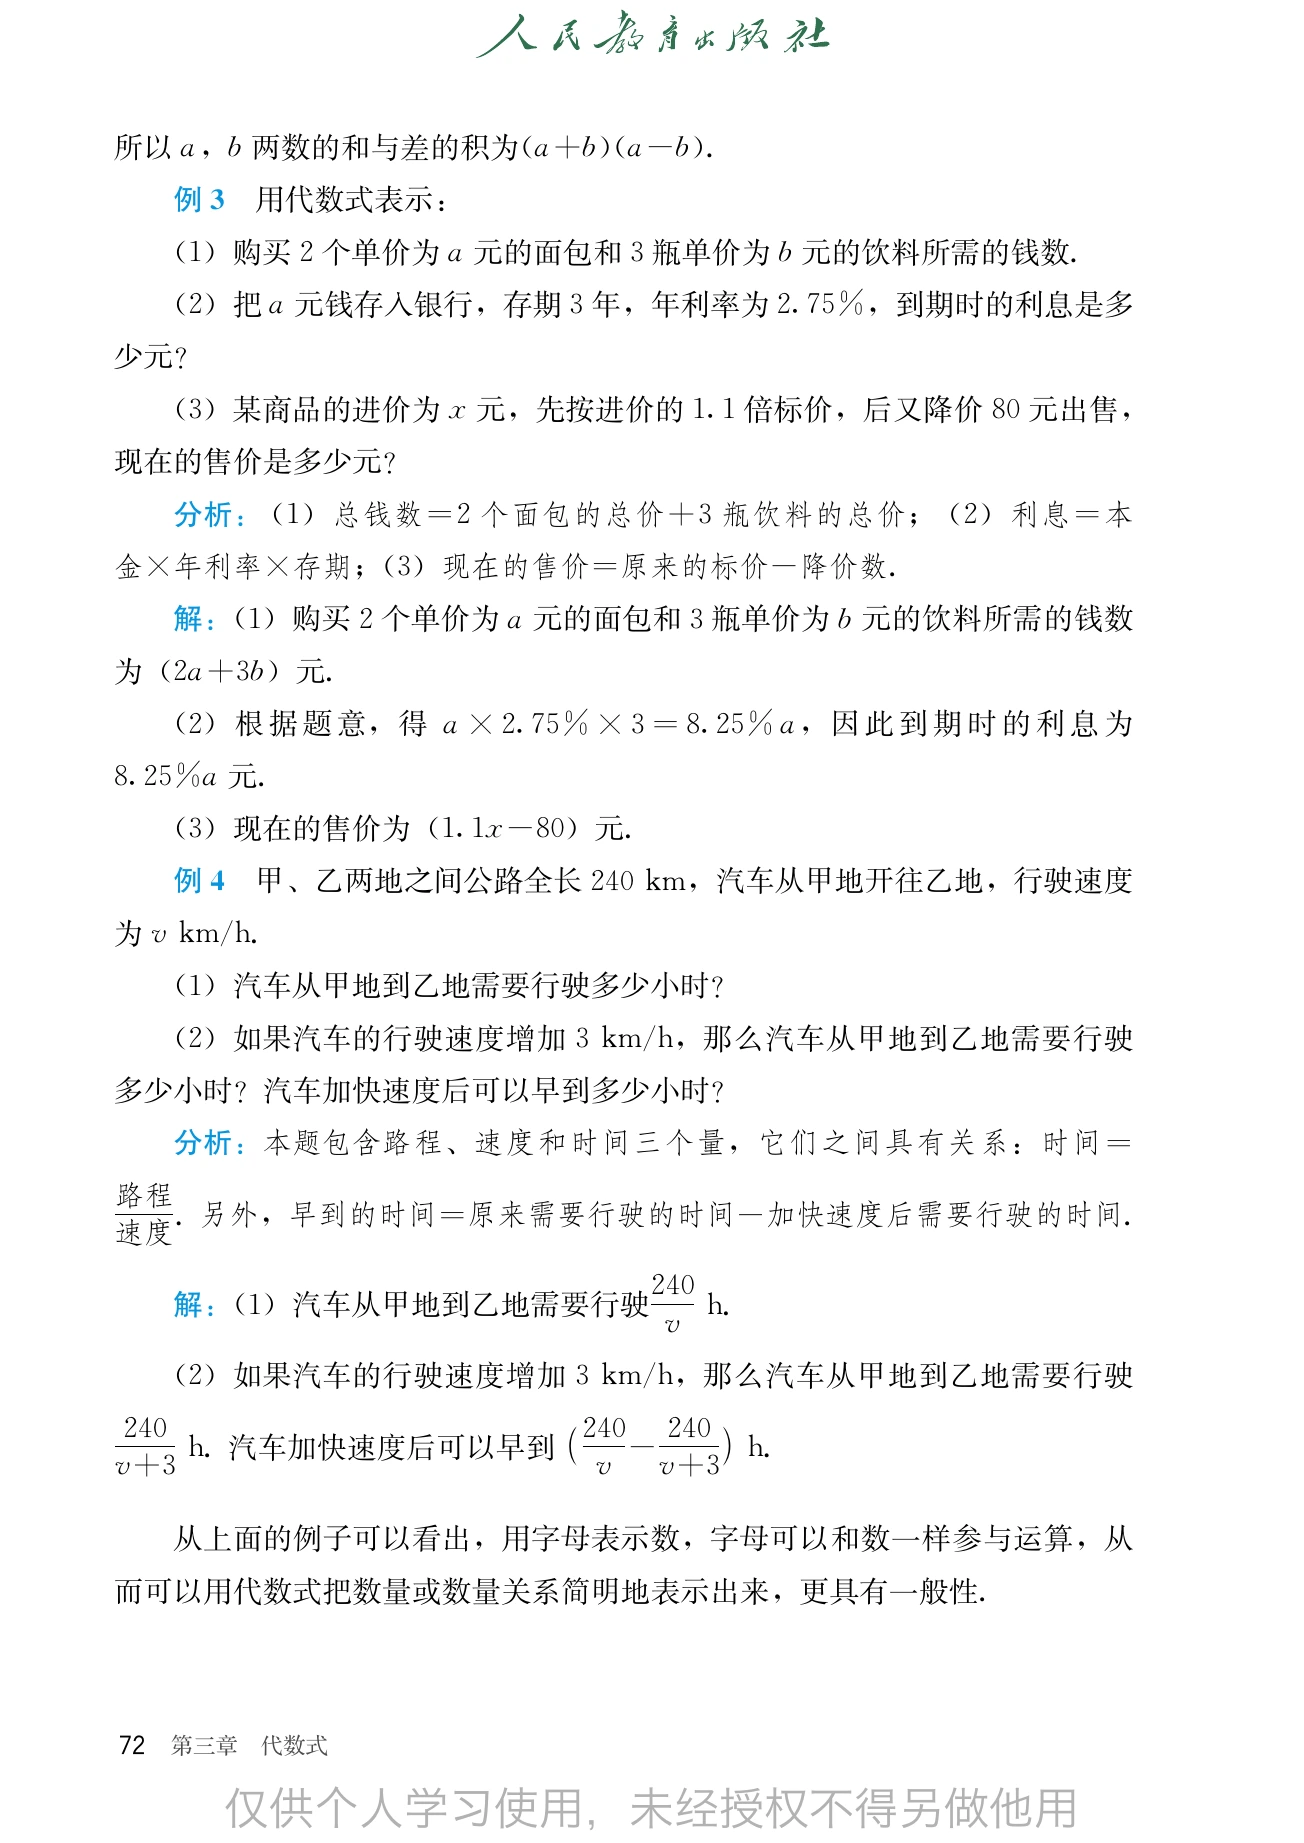 人民教育出版社
所以 a，b 两数的和与差的积为(a+b)(a−b).
例 3　用代数式表示：
（1）购买 2 个单价为 a 元的面包和 3 瓶单价为 b 元的饮料所需的钱数.
（2）把 a 元钱存入银行，存期 3 年，年利率为 2.75%，到期时的利息是多
少元？
（3）某商品的进价为 x 元，先按进价的 1.1 倍标价，后又降价 80 元出售，
现在的售价是多少元？
分析：（1）总钱数=2 个面包的总价+3 瓶饮料的总价；（2）利息=本
金×年利率×存期；（3）现在的售价=原来的标价−降价数.
解：（1）购买 2 个单价为 a 元的面包和 3 瓶单价为 b 元的饮料所需的钱数
为（2a+3b）元.
（2）根据题意，得 a×2.75%×3=8.25%a，因此到期时的利息为
8.25%a 元.
（3）现在的售价为（1.1x−80）元.
例 4　甲、乙两地之间公路全长 240 km，汽车从甲地开往乙地，行驶速度
为 v km/h.
（1）汽车从甲地到乙地需要行驶多少小时？
（2）如果汽车的行驶速度增加 3 km/h，那么汽车从甲地到乙地需要行驶
多少小时？汽车加快速度后可以早到多少小时？
分析：本题包含路程、速度和时间三个量，它们之间具有关系：时间=
路程/速度. 另外，早到的时间=原来需要行驶的时间−加快速度后需要行驶的时间.
解：（1）汽车从甲地到乙地需要行驶 240/v h.
（2）如果汽车的行驶速度增加 3 km/h，那么汽车从甲地到乙地需要行驶
240/(v+3) h. 汽车加快速度后可以早到 (240/v − 240/(v+3)) h.
从上面的例子可以看出，用字母表示数，字母可以和数一样参与运算，从
而可以用代数式把数量或数量关系简明地表示出来，更具有一般性.
72　第三章　代数式
仅供个人学习使用，未经授权不得另做他用